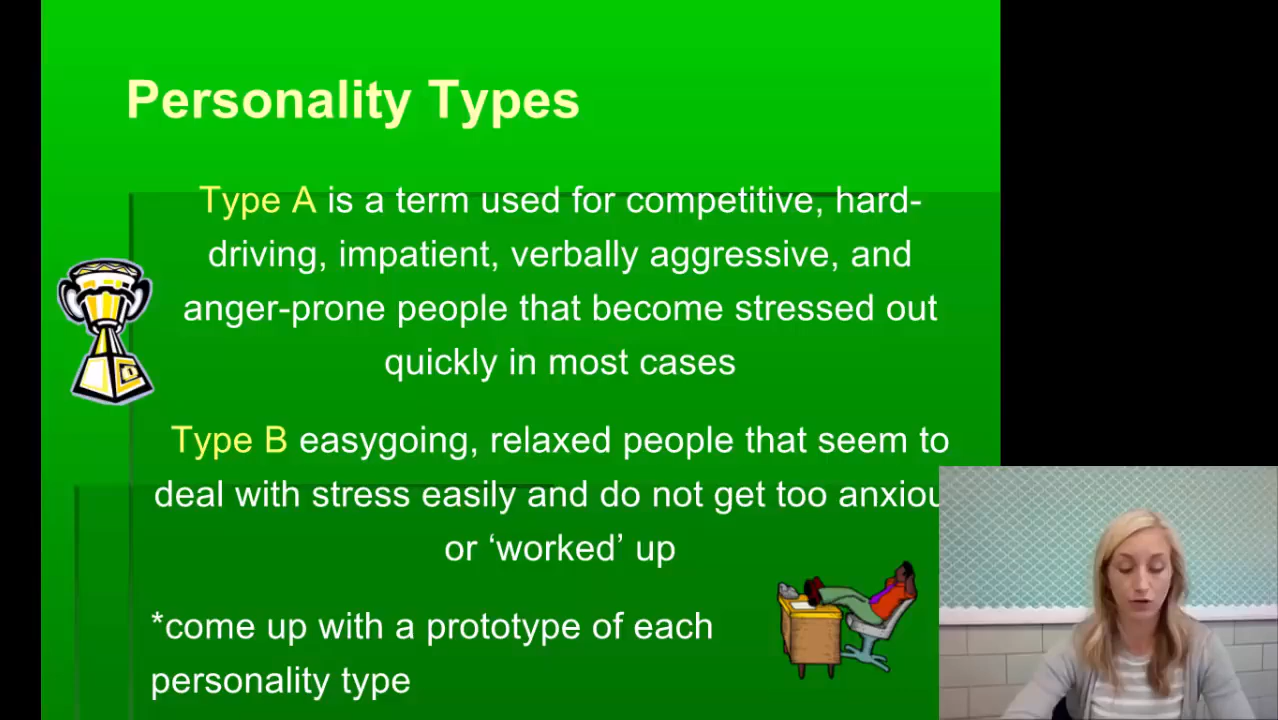 Personality Types
Type A is a term used for competitive, hard-
driving, impatient, verbally aggressive, and
anger-prone people that become stressed out
quickly in most cases
Type B easygoing, relaxed people that seem to
deal with stress easily and do not get too anxiou
or ‘worked’ up
*come up with a prototype of each
personality type